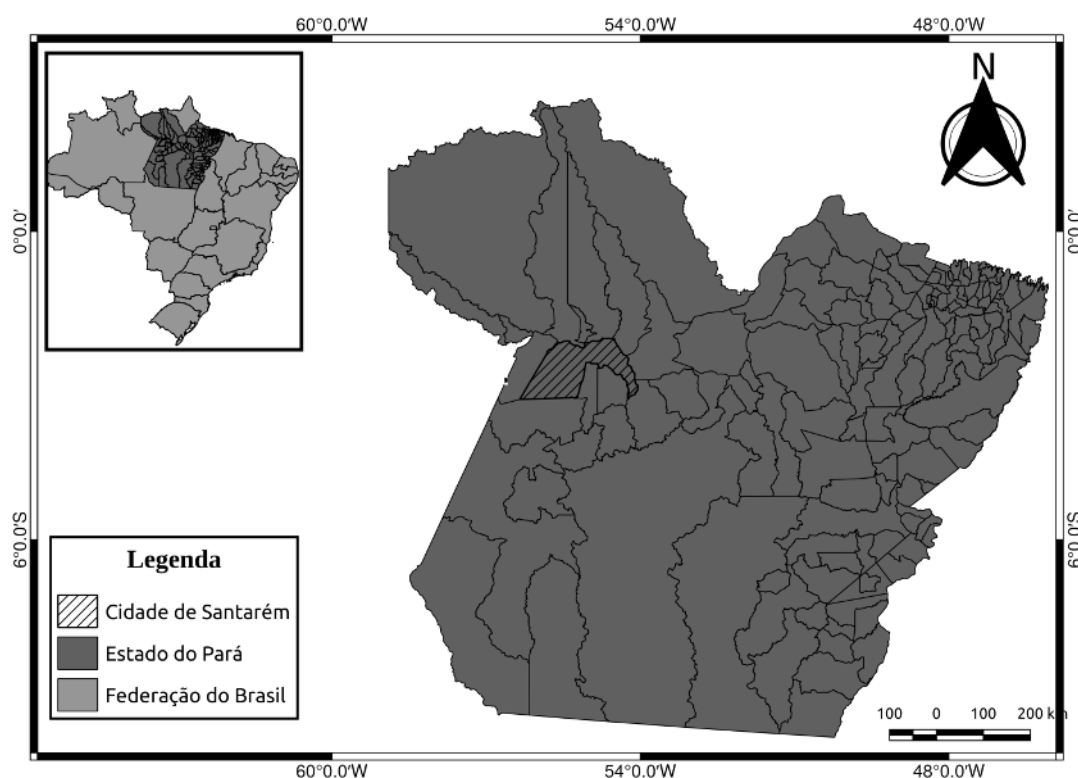 60°0.0'W 54°0.0'W 48°0.0'W
N
0°0.0' 0°0.0'
6°0.0'S 6°0.0'S
Legenda
Cidade de Santarém
Estado do Pará
Federação do Brasil
100 0 100 200 km
60°0.0'W 54°0.0'W 48°0.0'W